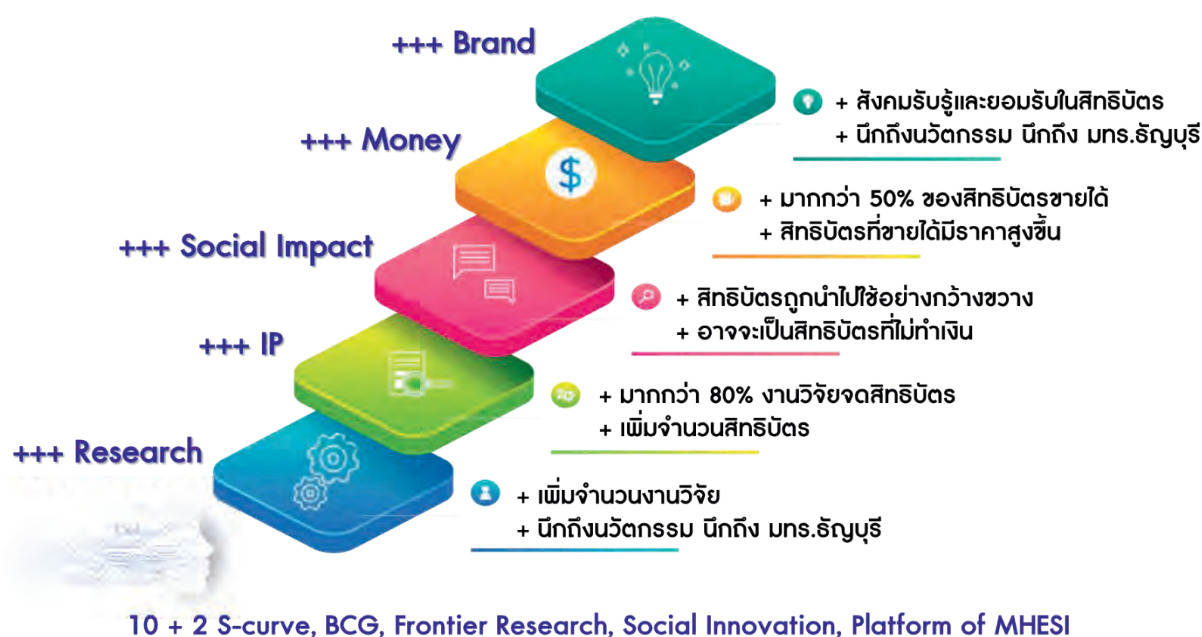 +++ Brand
+ สังคมรับรู้และยอมรับในสิทธิบัตร
+ นึกถึงนวัตกรรม นึกถึง มทร.ธัญบุรี
+++ Money
$
+ มากกว่า 50% ของสิทธิบัตรขายได้
+ สิทธิบัตรที่ขายได้มีราคาสูงขึ้น
+++ Social Impact
+ สิทธิบัตรถูกนำไปใช้อย่างกว้างขวาง
+ อาจจะเป็นสิทธิบัตรที่ไม่ทำเงิน
+++ IP
+ มากกว่า 80% งานวิจัยจดสิทธิบัตร
+ เพิ่มจำนวนสิทธิบัตร
+++ Research
+ เพิ่มจำนวนงานวิจัย
+ นึกถึงนวัตกรรม นึกถึง มทร.ธัญบุรี
10 + 2 S-curve, BCG, Frontier Research, Social Innovation, Platform of MHESI